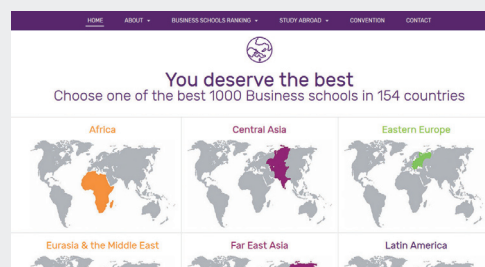 HOME ABOUT BUSINESS SCHOOLS RANKING STUDY ABROAD CONVENTION CONTACT
You deserve the best
Choose one of the best 1000 Business schools in 154 countries
Africa Central Asia Eastern Europe
Eurasia & the Middle East Far East Asia Latin America